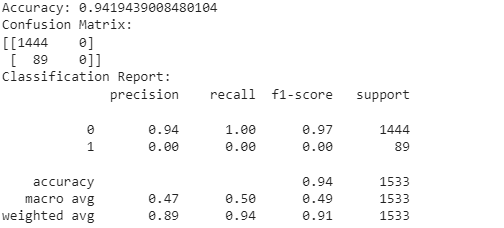 Accuracy: 0.9419439008480104
Confusion Matrix:
[[1444    0]
 [  89    0]]
Classification Report:
              precision    recall  f1-score   support

           0       0.94      1.00      0.97      1444
           1       0.00      0.00      0.00        89

    accuracy                           0.94      1533
   macro avg       0.47      0.50      0.49      1533
weighted avg       0.89      0.94      0.91      1533